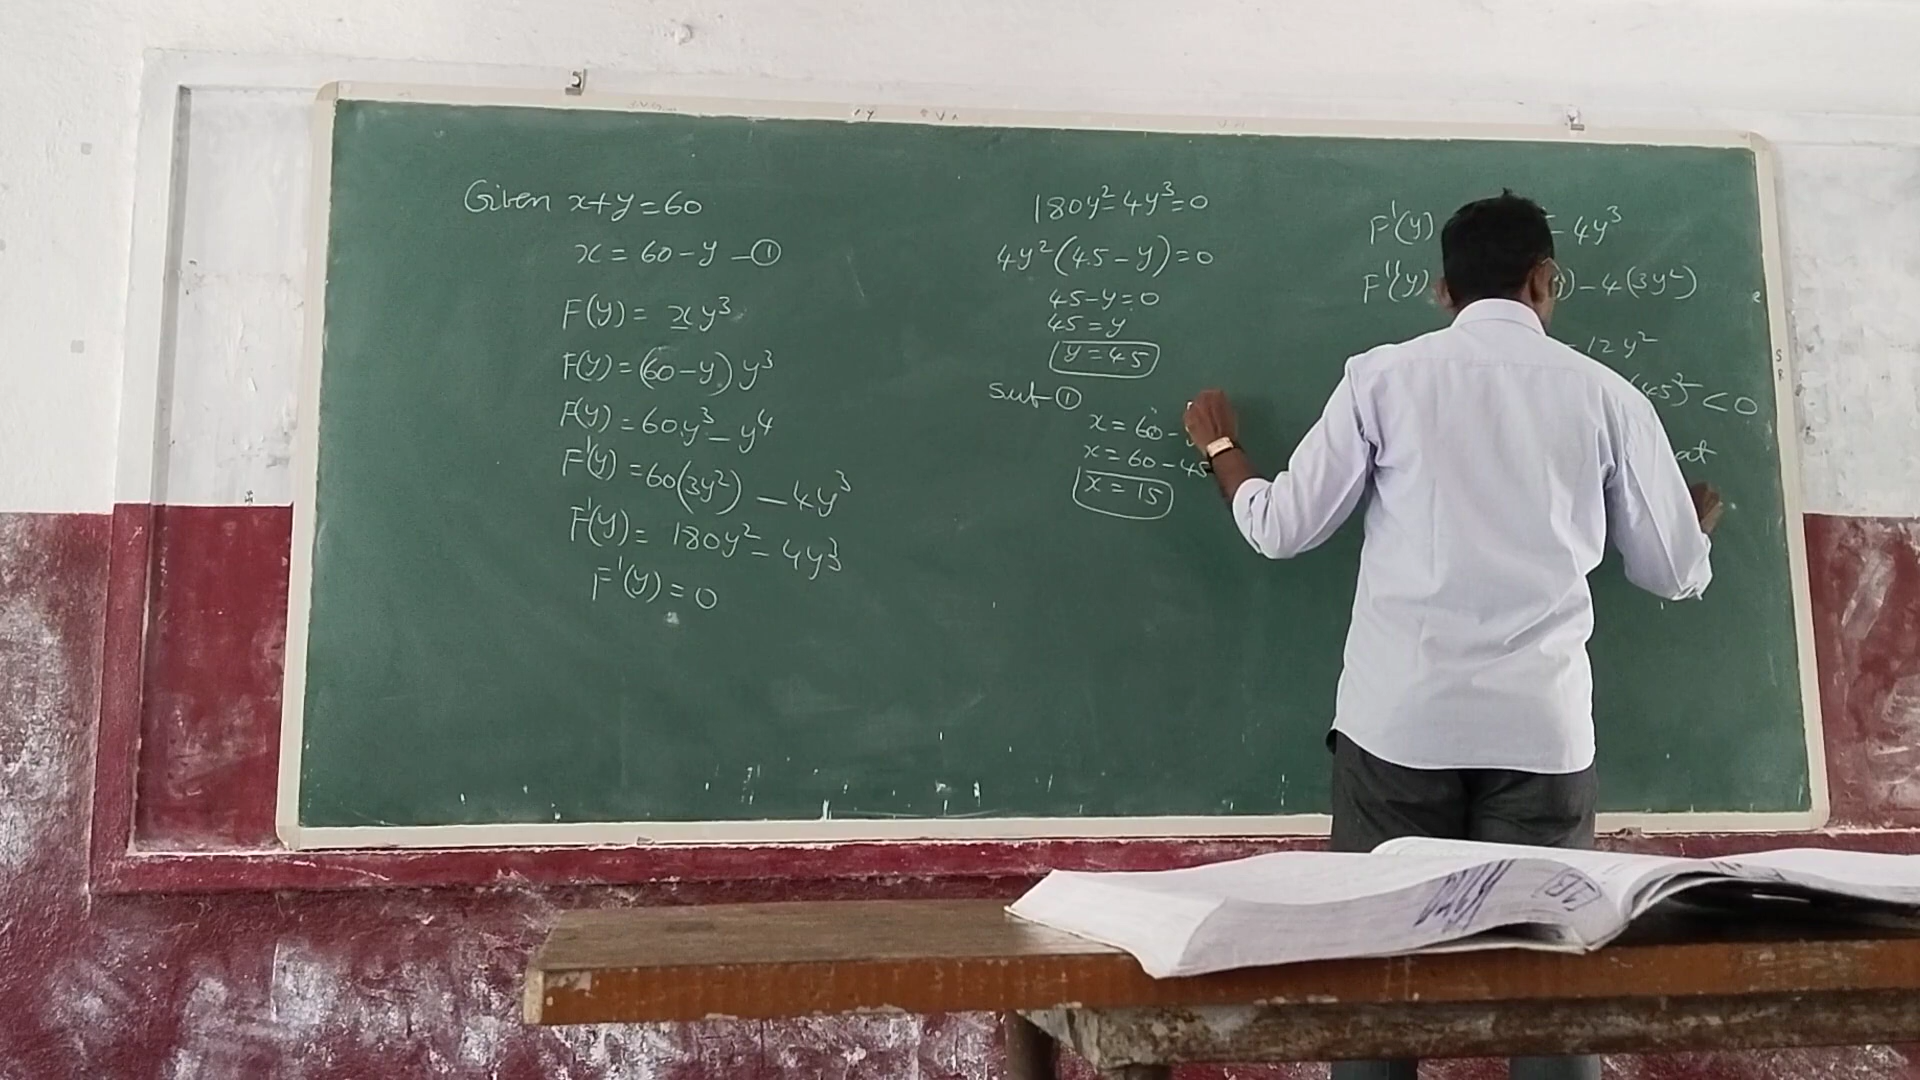 Given x+y=60
x = 60-y -①
F(y) = xy³
F(y) = (60-y) y³
F(y) = 60y³ - y⁴
F'(y) = 60(3y²) - 4y³
F'(y) = 180y² - 4y³
F'(y) = 0
180y²-4y³=0
4y²(45-y)=0
45-y=0
45=y
y=45
Sub ①
x = 60-
x = 60-45
x = 15
F'(y) - 4y³
F''(y) ) - 4(3y²)
12y²
(45)² < 0
at